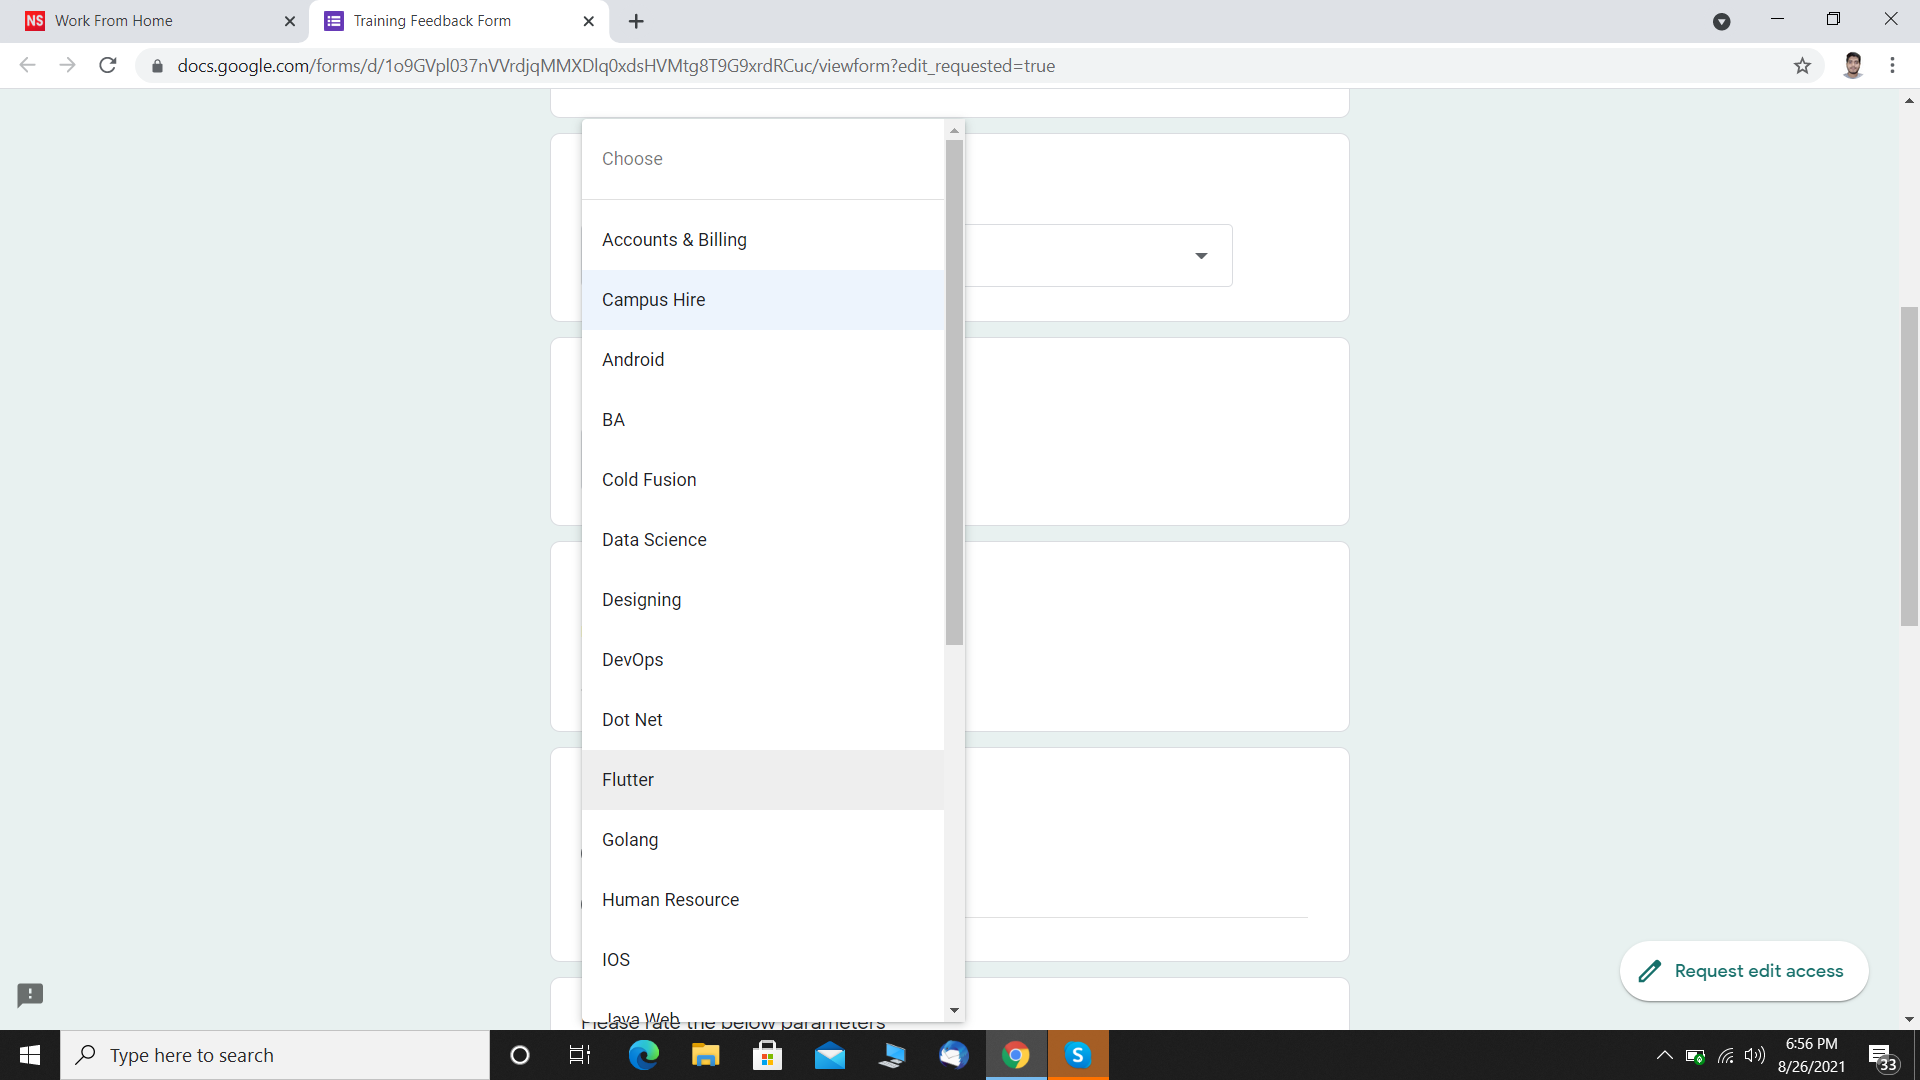 NS Work From Home
Training Feedback Form
docs.google.com/forms/d/1o9GVpl037nVVrdjqMMXDlq0xdsHVMtg8T9G9xrdRCuc/viewform?edit_requested=true
Choose
Accounts & Billing
Campus Hire
Android
BA
Cold Fusion
Data Science
Designing
DevOps
Dot Net
Flutter
Golang
Human Resource
IOS
Request edit access
Java Web
Please rate the below parameters
Type here to search
S
6:56 PM
8/26/2021
33